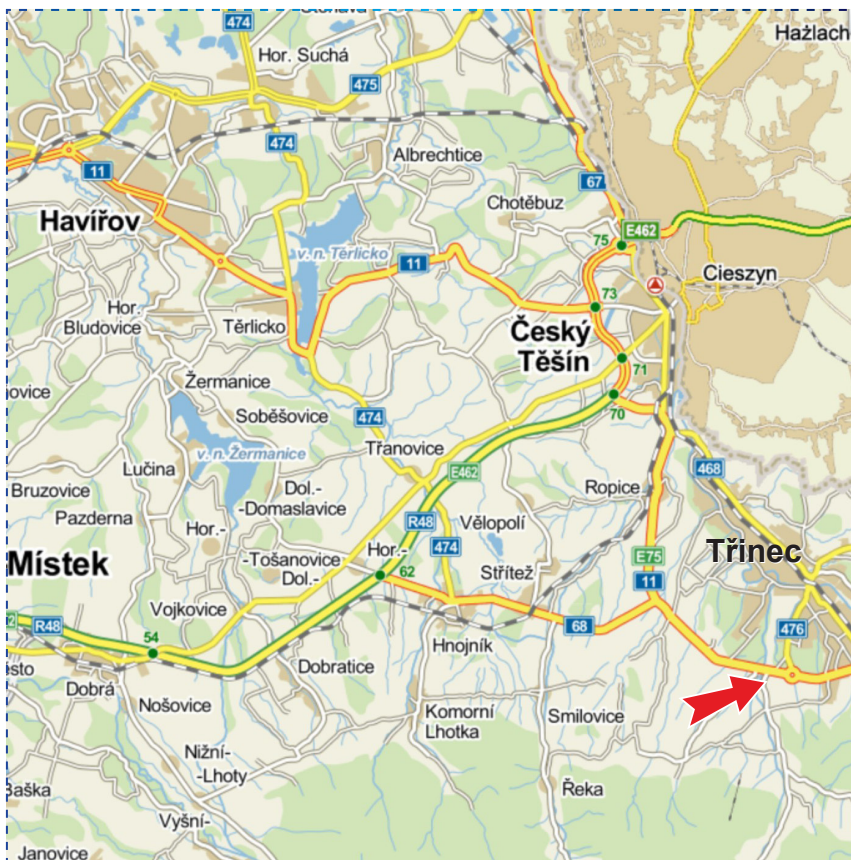 474
Hor. Suchá
Hażlach
475
474
11
Albrechtice
67
Chotěbuz
Havířov
E462
75
v. n. Těrlicko
11
Cieszyn
73
Hor.
Bludovice
Těrlicko
Český
Těšín
71
Žermanice
70
Soběšovice
474
Třanovice
v. n. Žermanice
E462
468
Lučina
Bruzovice
Dol.-
-Domaslavice
Ropice
Pazderna
R48
Vělopolí
Hor.-
Třinec
Místek
-Tošanovice
Dol.-
Hor.-
62
474
E75
Střítež
11
Vojkovice
R48
54
68
476
Hnojník
Dobratice
Dobrá
Nošovice
Komorní
Lhotka
Smilovice
Nižní-
-Lhoty
Řeka
Baška
Vyšní-
Janovice